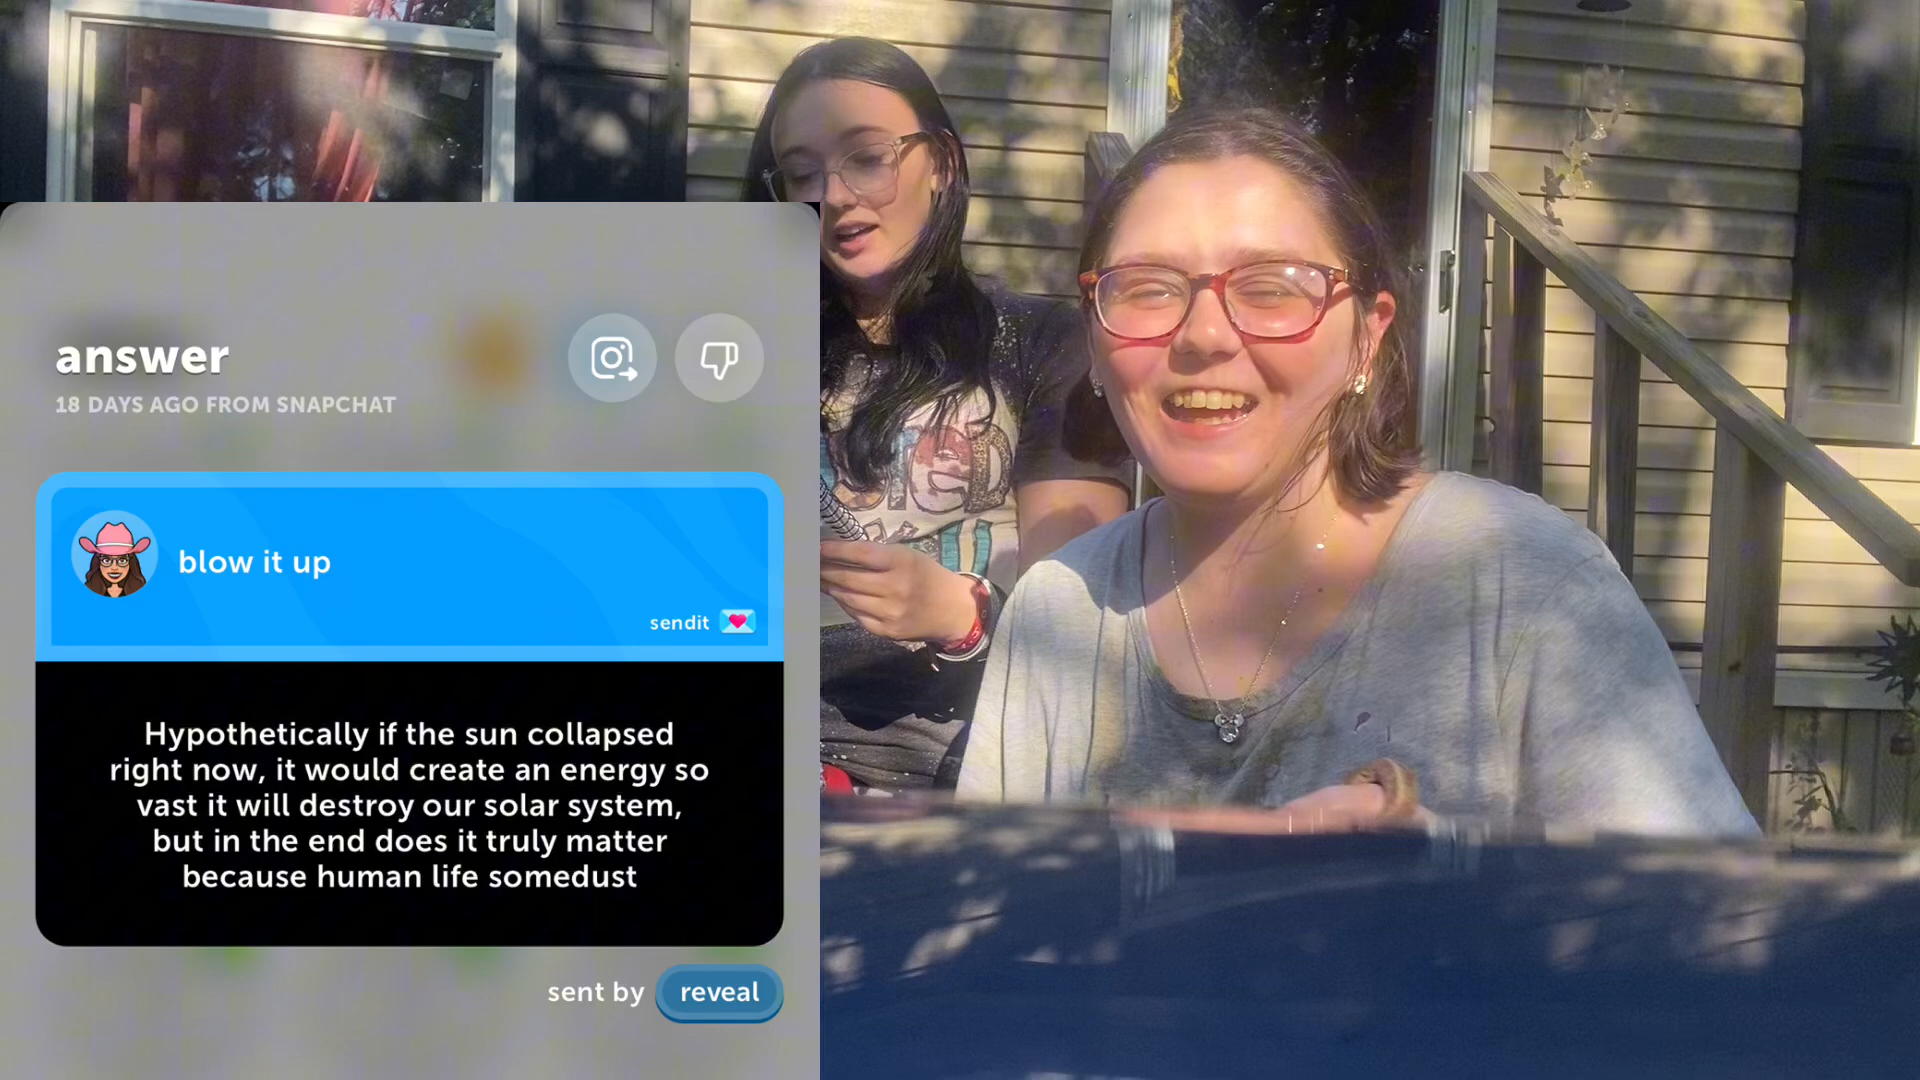 answer
18 DAYS AGO FROM SNAPCHAT
blow it up
sendit
Hypothetically if the sun collapsed
right now, it would create an energy so
vast it will destroy our solar system,
but in the end does it truly matter
because human life somedust
sent by reveal